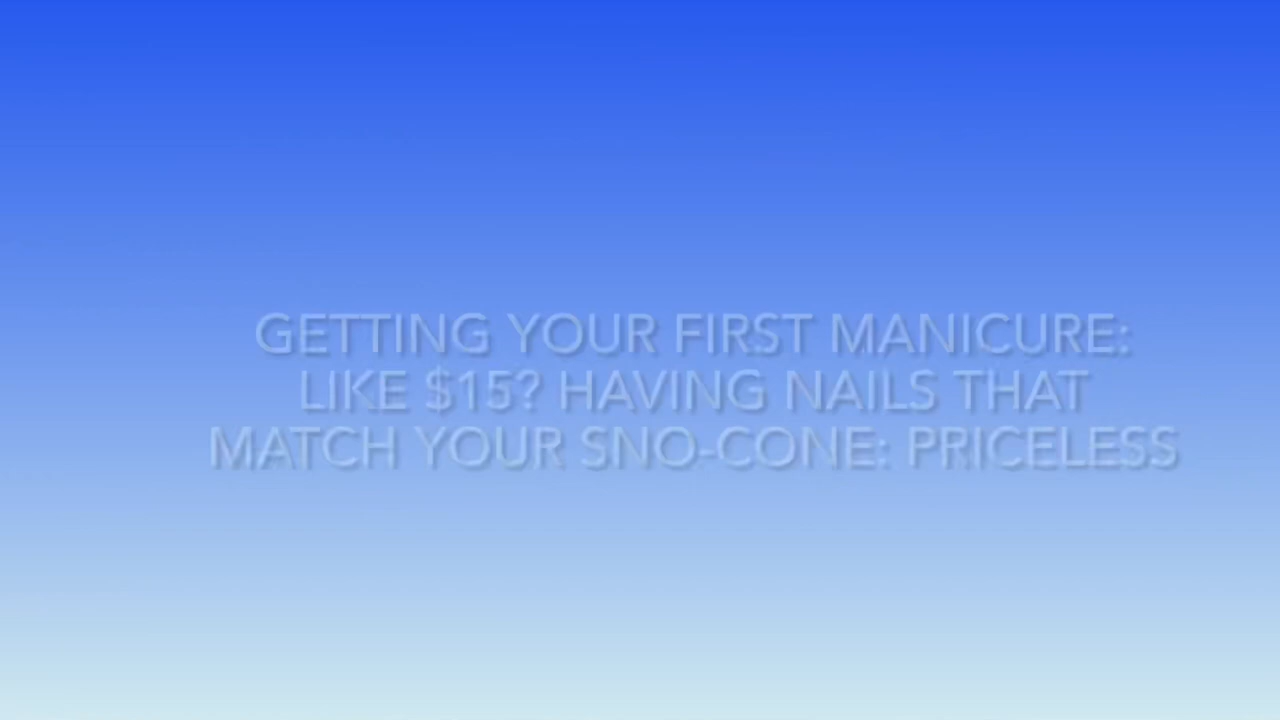 GETTING YOUR FIRST MANICURE:
LIKE $15? HAVING NAILS THAT
MATCH YOUR SNO-CONE: PRICELESS